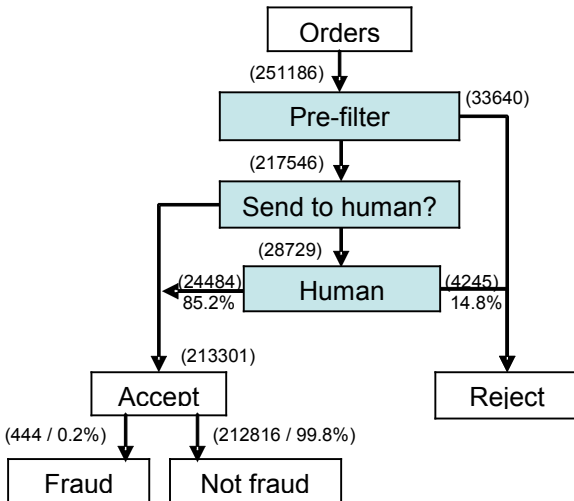 Orders
(251186)
(33640)
Pre-filter
(217546)
Send to human?
(28729)
(24484)
85.2%
Human
(4245)
14.8%
(213301)
Accept
Reject
(444 / 0.2%)
(212816 / 99.8%)
Fraud
Not fraud